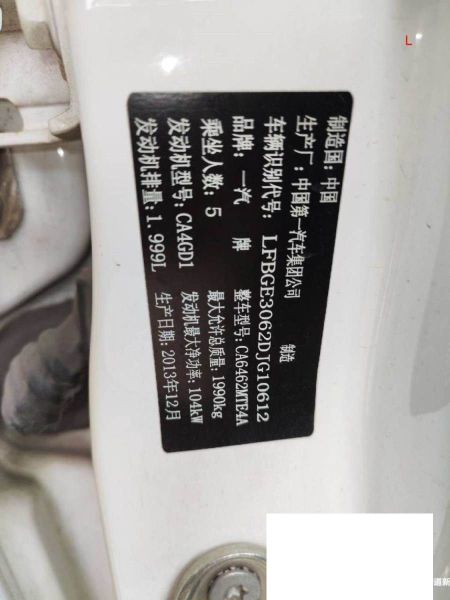 制造国：中国
生产厂：中国第一汽车集团公司 制造
车辆识别代号：LFBGE3062DJG10612
品牌：一汽 牌 整车型号：CA6462MTE4A
乘坐人数：5 最大允许总质量：1990kg
发动机型号：CA4GD1 发动机最大净功率：104kW
发动机排量：1.999L 生产日期：2013年12月
L
道新